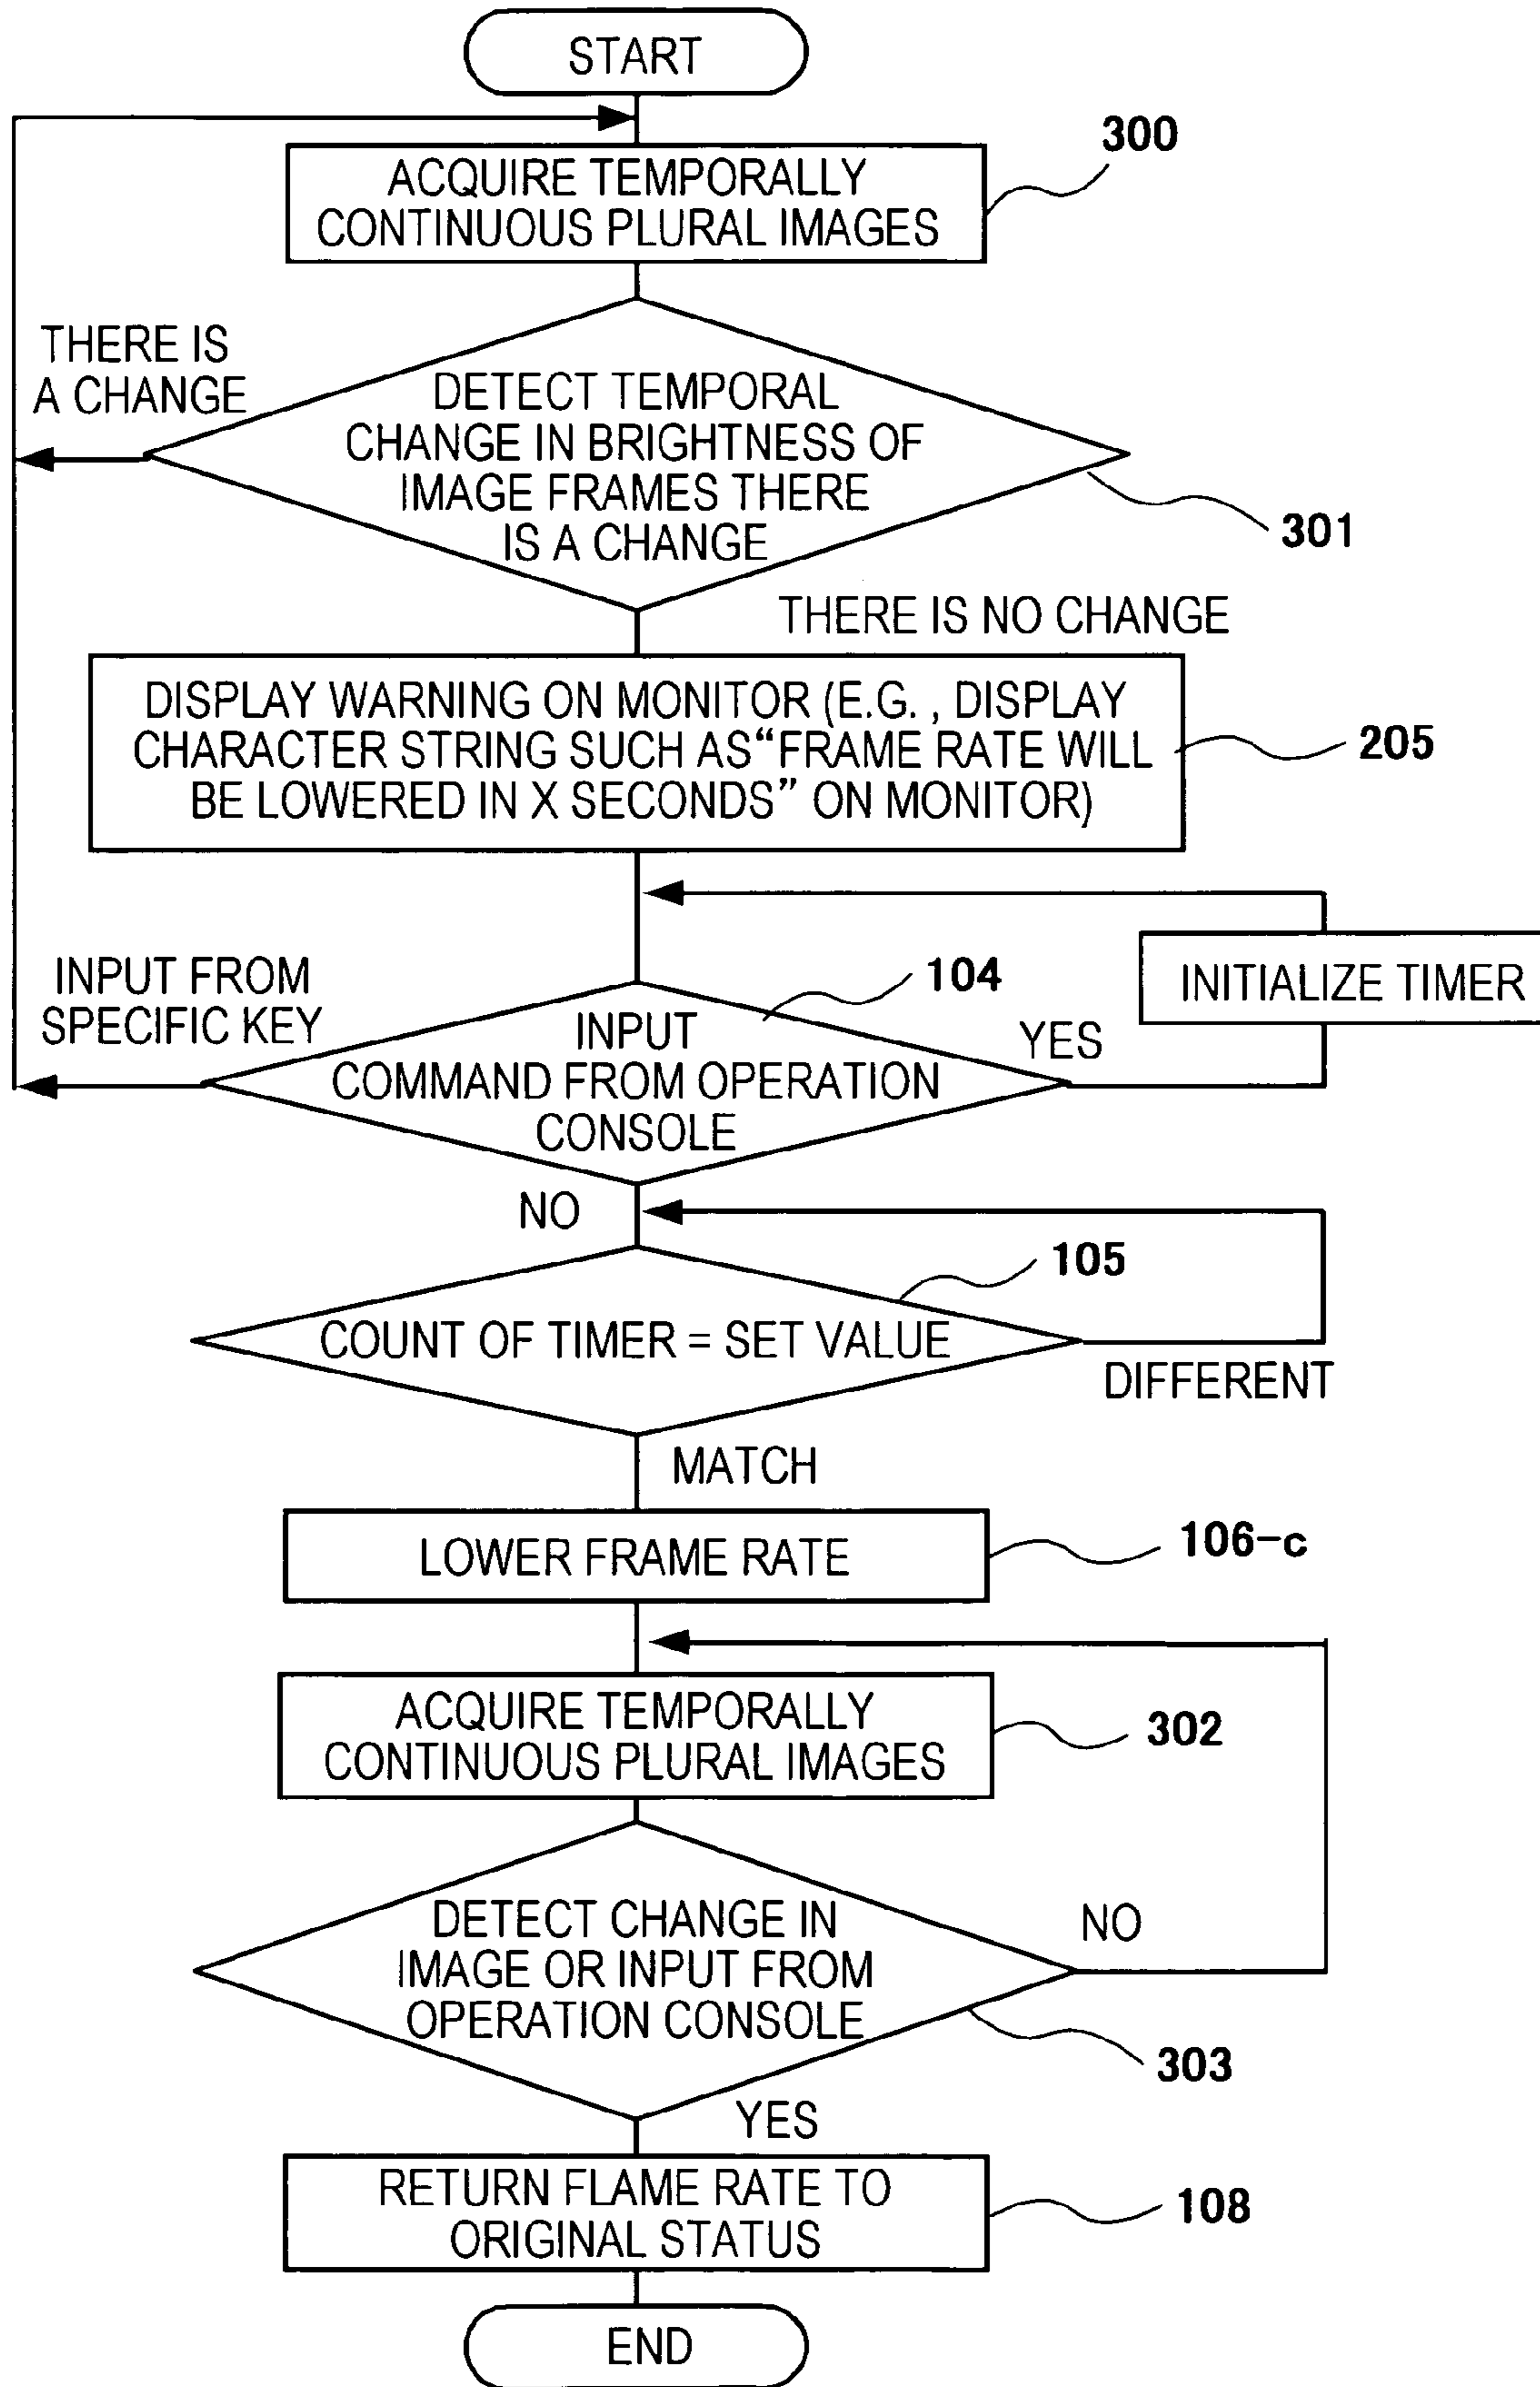 START
300
ACQUIRE TEMPORALLY
CONTINUOUS PLURAL IMAGES
THERE IS
A CHANGE
DETECT TEMPORAL
CHANGE IN BRIGHTNESS OF
IMAGE FRAMES THERE
IS A CHANGE
301
THERE IS NO CHANGE
DISPLAY WARNING ON MONITOR (E.G. , DISPLAY
CHARACTER STRING SUCH AS“FRAME RATE WILL
BE LOWERED IN X SECONDS” ON MONITOR)
205
INITIALIZE TIMER
INPUT FROM
SPECIFIC KEY
104
INPUT
COMMAND FROM OPERATION
CONSOLE
YES
NO
105
COUNT OF TIMER = SET VALUE
DIFFERENT
MATCH
LOWER FRAME RATE
106-c
ACQUIRE TEMPORALLY
CONTINUOUS PLURAL IMAGES
302
DETECT CHANGE IN
IMAGE OR INPUT FROM
OPERATION CONSOLE
NO
303
YES
RETURN FLAME RATE TO
ORIGINAL STATUS
108
END